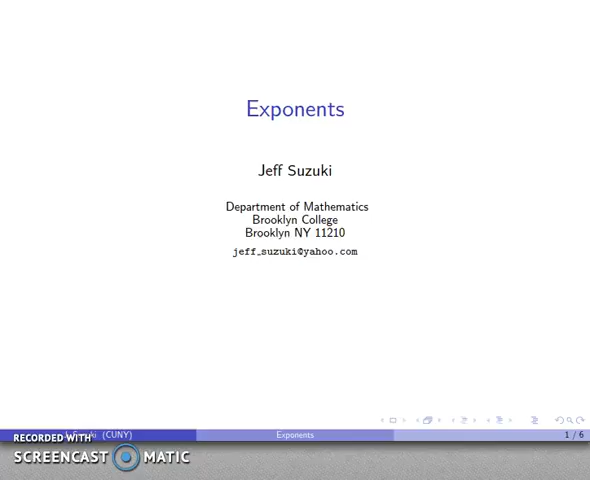 Exponents
Jeff Suzuki
Department of Mathematics
Brooklyn College
Brooklyn NY 11210
jeff_suzuki@yahoo.com
(CUNY)
Exponents
1 / 6
RECORDED WITH
SCREENCAST MATIC